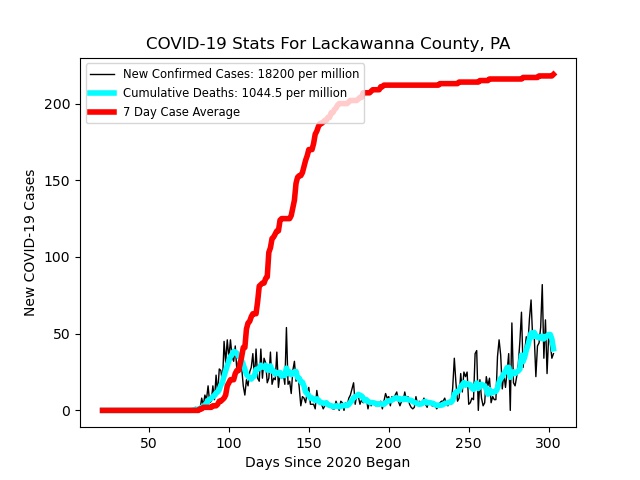 COVID-19 Stats For Lackawanna County, PA
New Confirmed Cases: 18200 per million
Cumulative Deaths: 1044.5 per million
7 Day Case Average
New COVID-19 Cases
200
150
100
50
0
50 100 150 200 250 300
Days Since 2020 Began